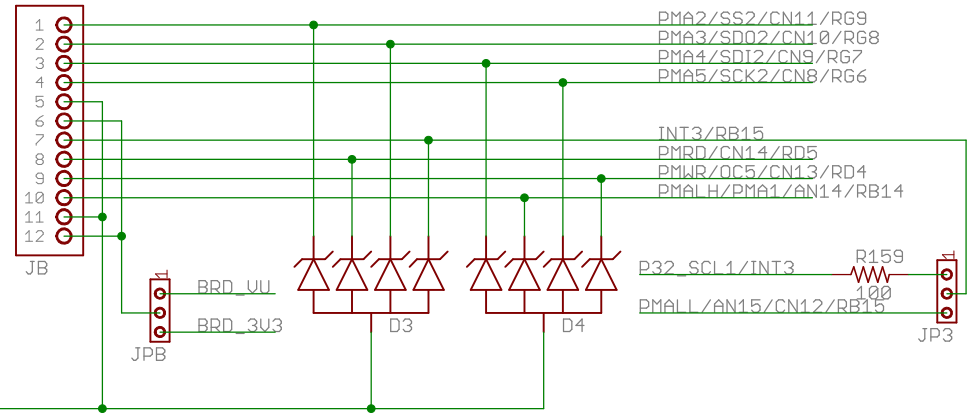 1 PMA2/SS2/CN11/RG9
2 PMA3/SDO2/CN10/RG8
3 PMA4/SDI2/CN9/RG7
4 PMA5/SCK2/CN8/RG6
5
6
7 INT3/RB15
8 PMRD/CN14/RD5
9 PMWR/OC5/CN13/RD4
10 PMALH/PMA1/AN14/RB14
11
12
JB
R159
1
P32_SCL1/INT3
1
BRD_VU
100
PMALL/AN15/CN12/RB15
BRD_3V3
D3
D4
JP3
JPB